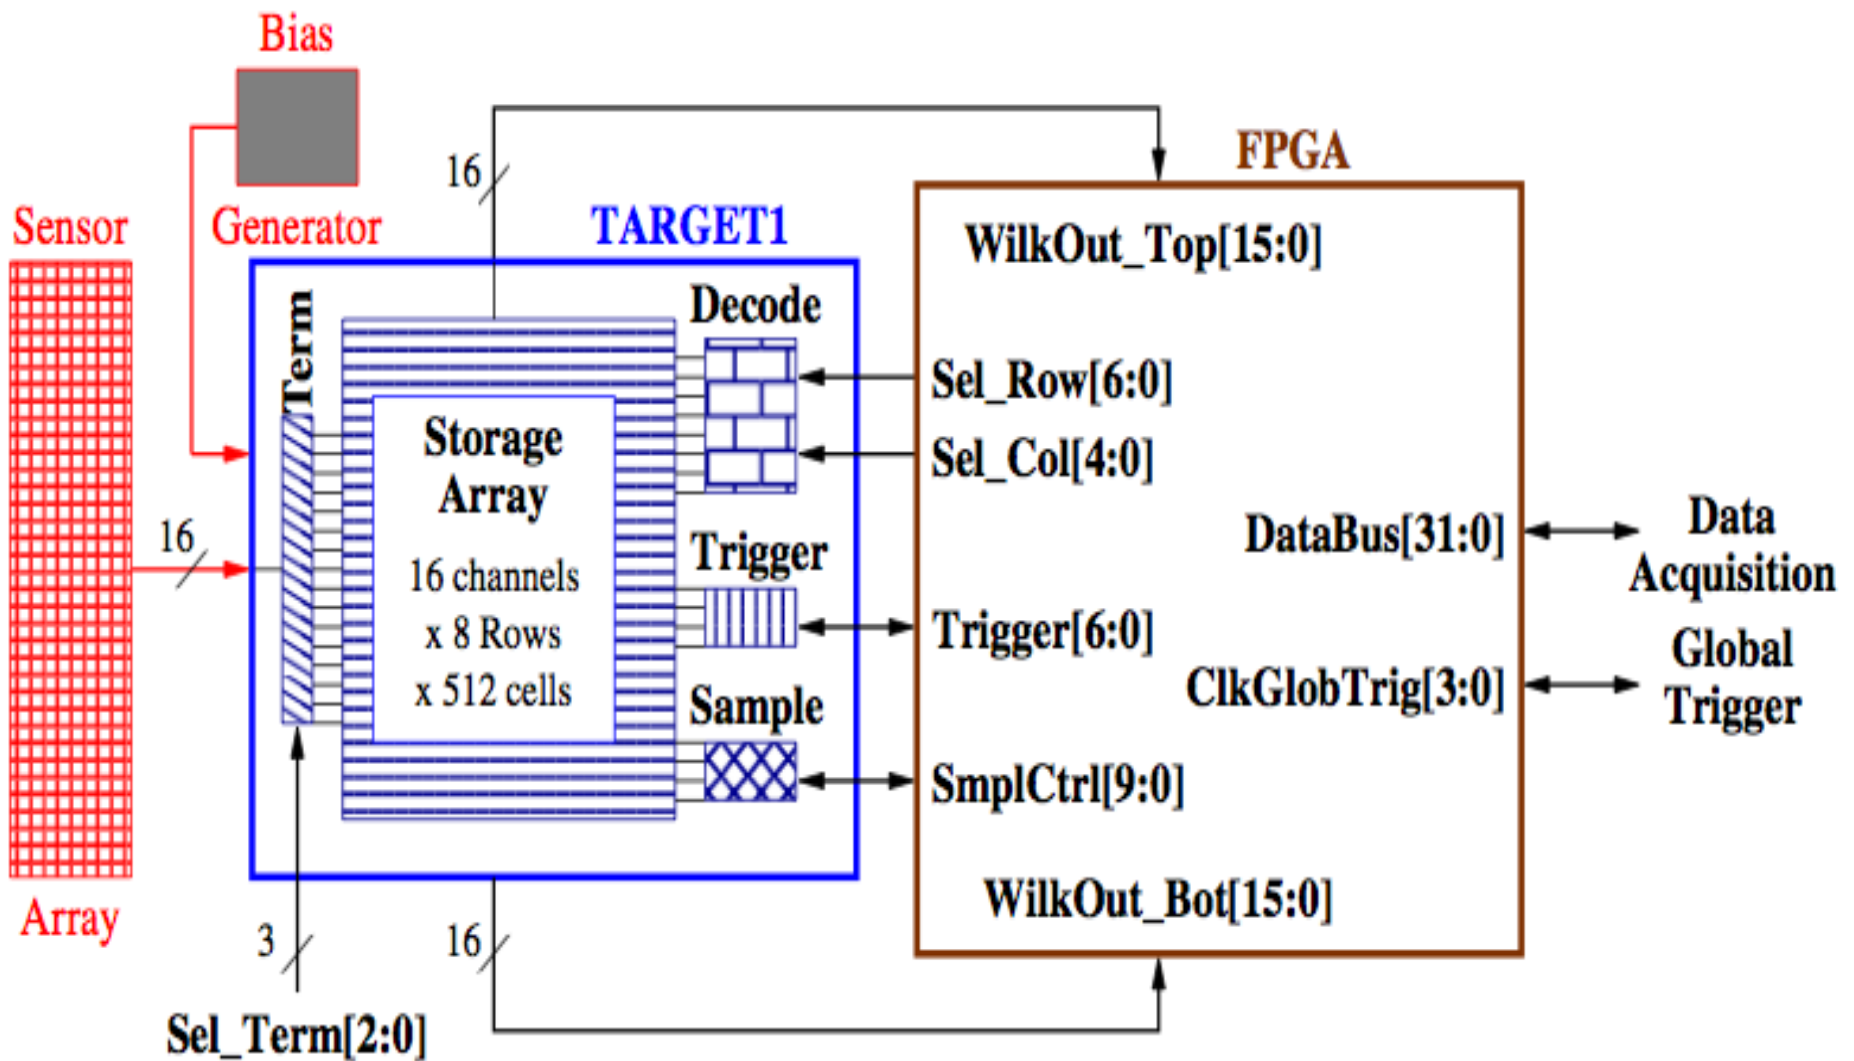 Bias
Generator
Sensor
Array
16
16
TARGET1
FPGA
WilkOut_Top[15:0]
Term
Decode
Storage
Array
16 channels
x 8 Rows
x 512 cells
Sel_Row[6:0]
Sel_Col[4:0]
Trigger
Trigger[6:0]
Sample
SmplCtrl[9:0]
DataBus[31:0]
Data
Acquisition
ClkGlobTrig[3:0]
Global
Trigger
WilkOut_Bot[15:0]
3
16
Sel_Term[2:0]